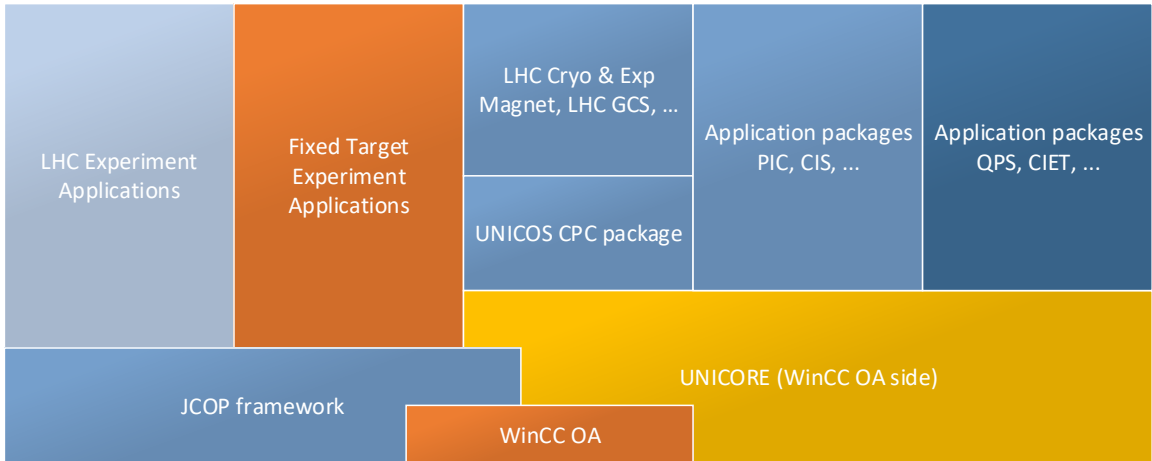 LHC Experiment
Applications
Fixed Target
Experiment
Applications
LHC Cryo & Exp
Magnet, LHC GCS, ...
UNICOS CPC package
Application packages
PIC, CIS, ...
Application packages
QPS, CIET, ...
JCOP framework
UNICORE (WinCC OA side)
WinCC OA